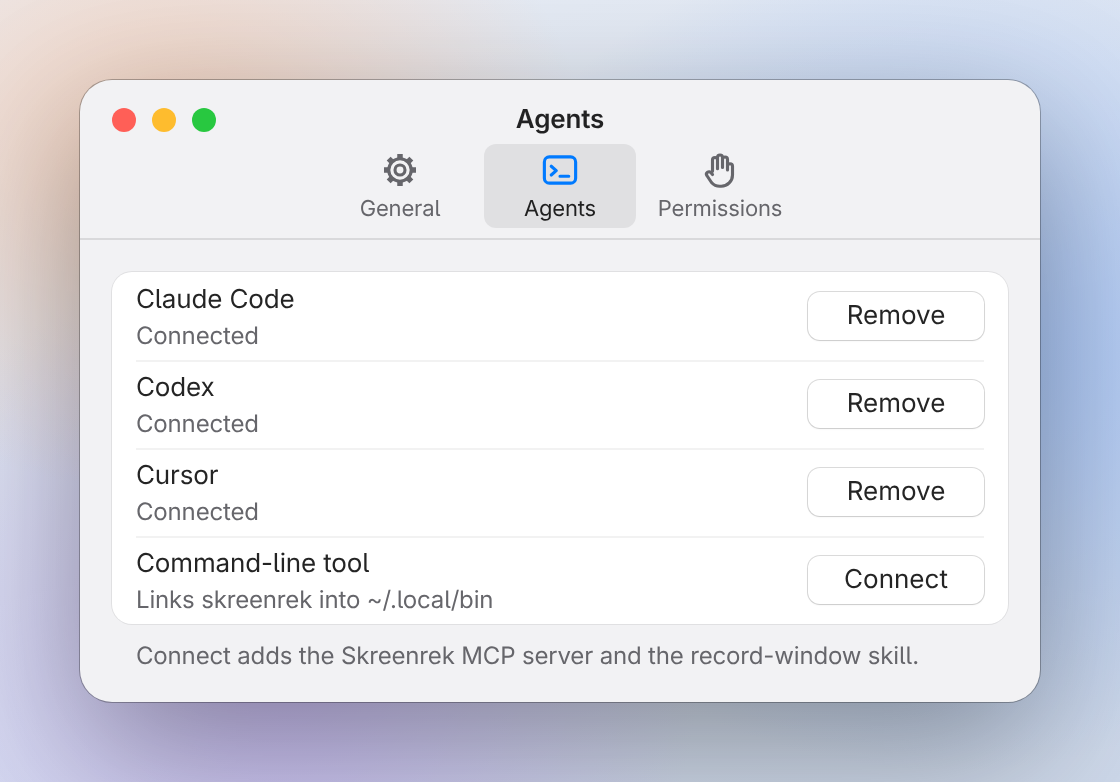 Agents
General
Agents
Permissions
Claude Code
Connected
Remove
Codex
Connected
Remove
Cursor
Connected
Remove
Command-line tool
Links skreenrek into ~/.local/bin
Connect
Connect adds the Skreenrek MCP server and the record-window skill.